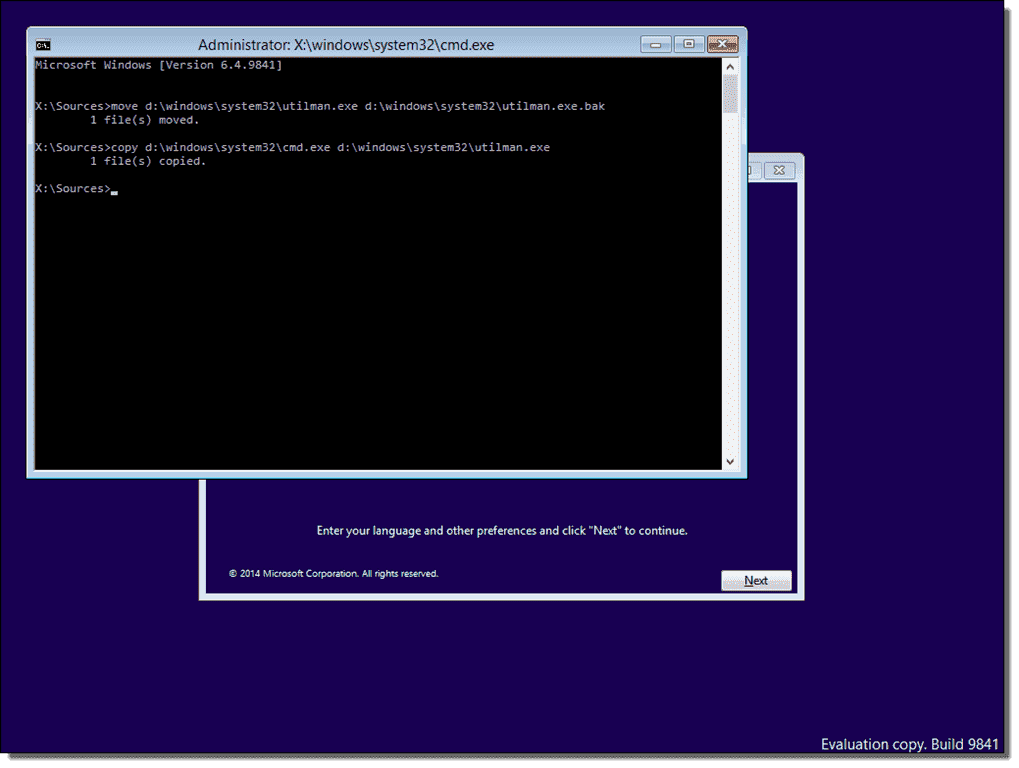 Administrator: X:\windows\system32\cmd.exe
Microsoft Windows [Version 6.4.9841]
X:\Sources>move d:\windows\system32\utilman.exe d:\windows\system32\utilman.exe.bak
1 file(s) moved.
X:\Sources>copy d:\windows\system32\cmd.exe d:\windows\system32\utilman.exe
1 file(s) copied.
X:\Sources>
Enter your language and other preferences and click "Next" to continue.
© 2014 Microsoft Corporation. All rights reserved.
Next
Evaluation copy. Build 9841